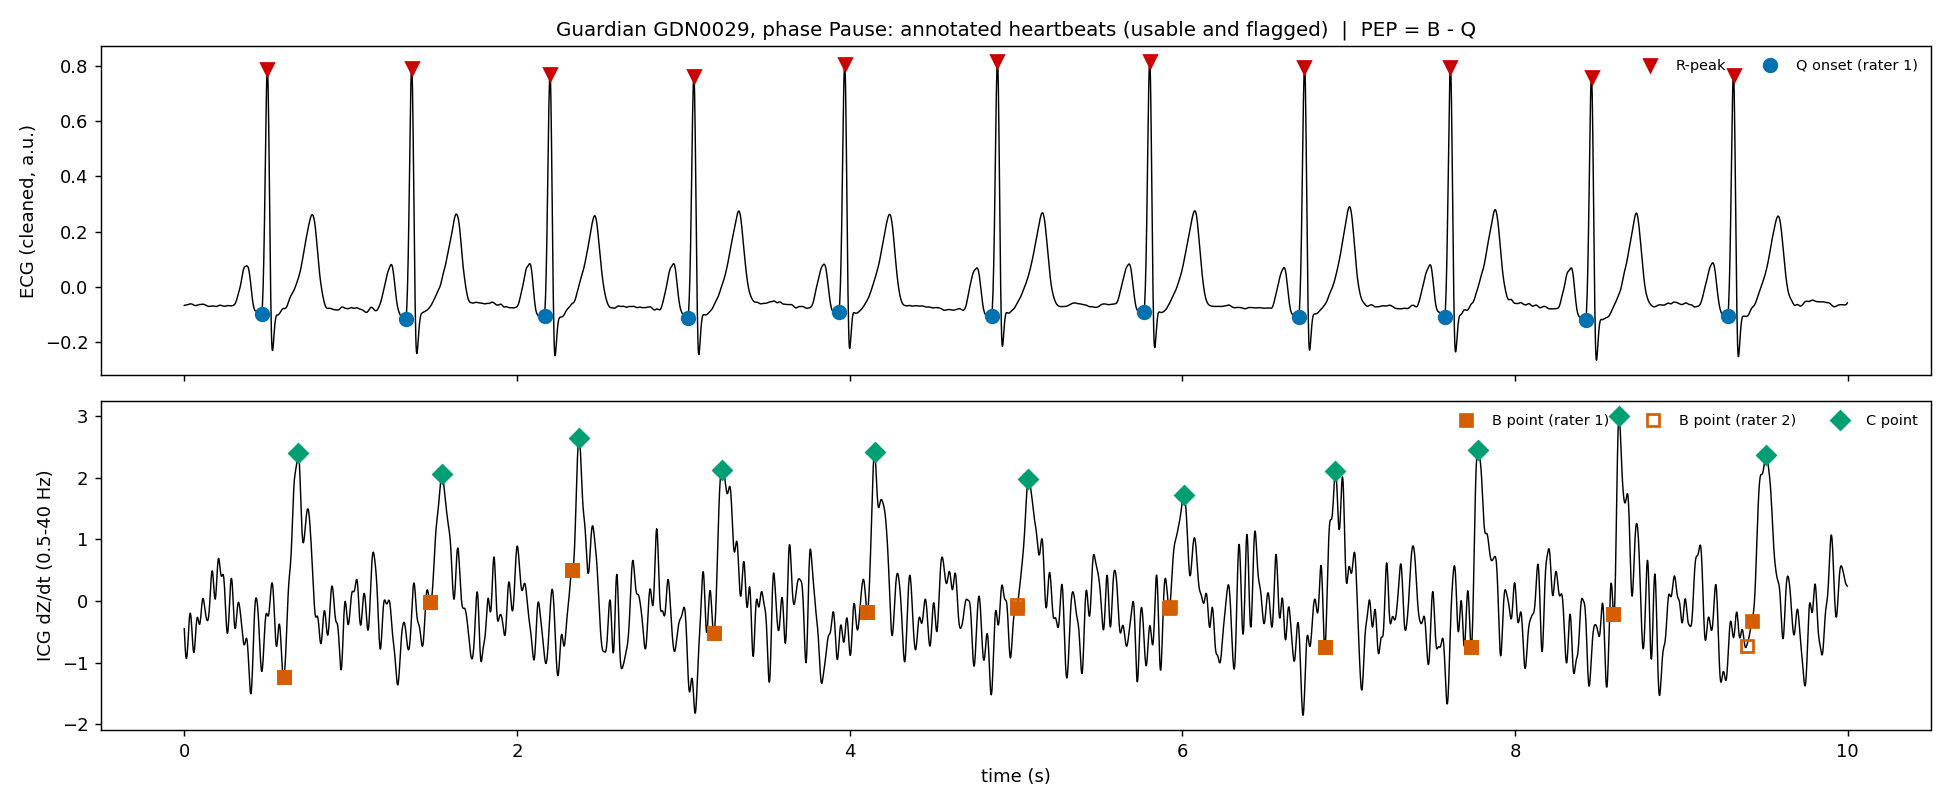 Guardian GDN0029, phase Pause: annotated heartbeats (usable and flagged) | PEP = B - Q
ECG (cleaned, a.u.)
0.8
0.6
0.4
0.2
0.0
−0.2
R-peak
Q onset (rater 1)
ICG dZ/dt (0.5-40 Hz)
3
2
1
0
−1
−2
B point (rater 1)
B point (rater 2)
C point
0
2
4
6
8
10
time (s)